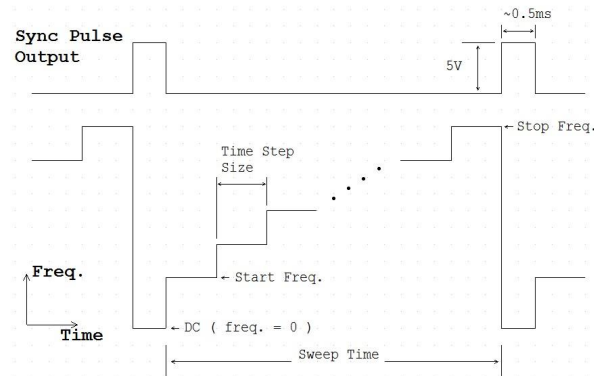 ~0.5ms
Sync Pulse
Output
5V
Stop Freq.
Time Step
Size
Freq.
Start Freq.
DC ( freq. = 0 )
Time
Sweep Time